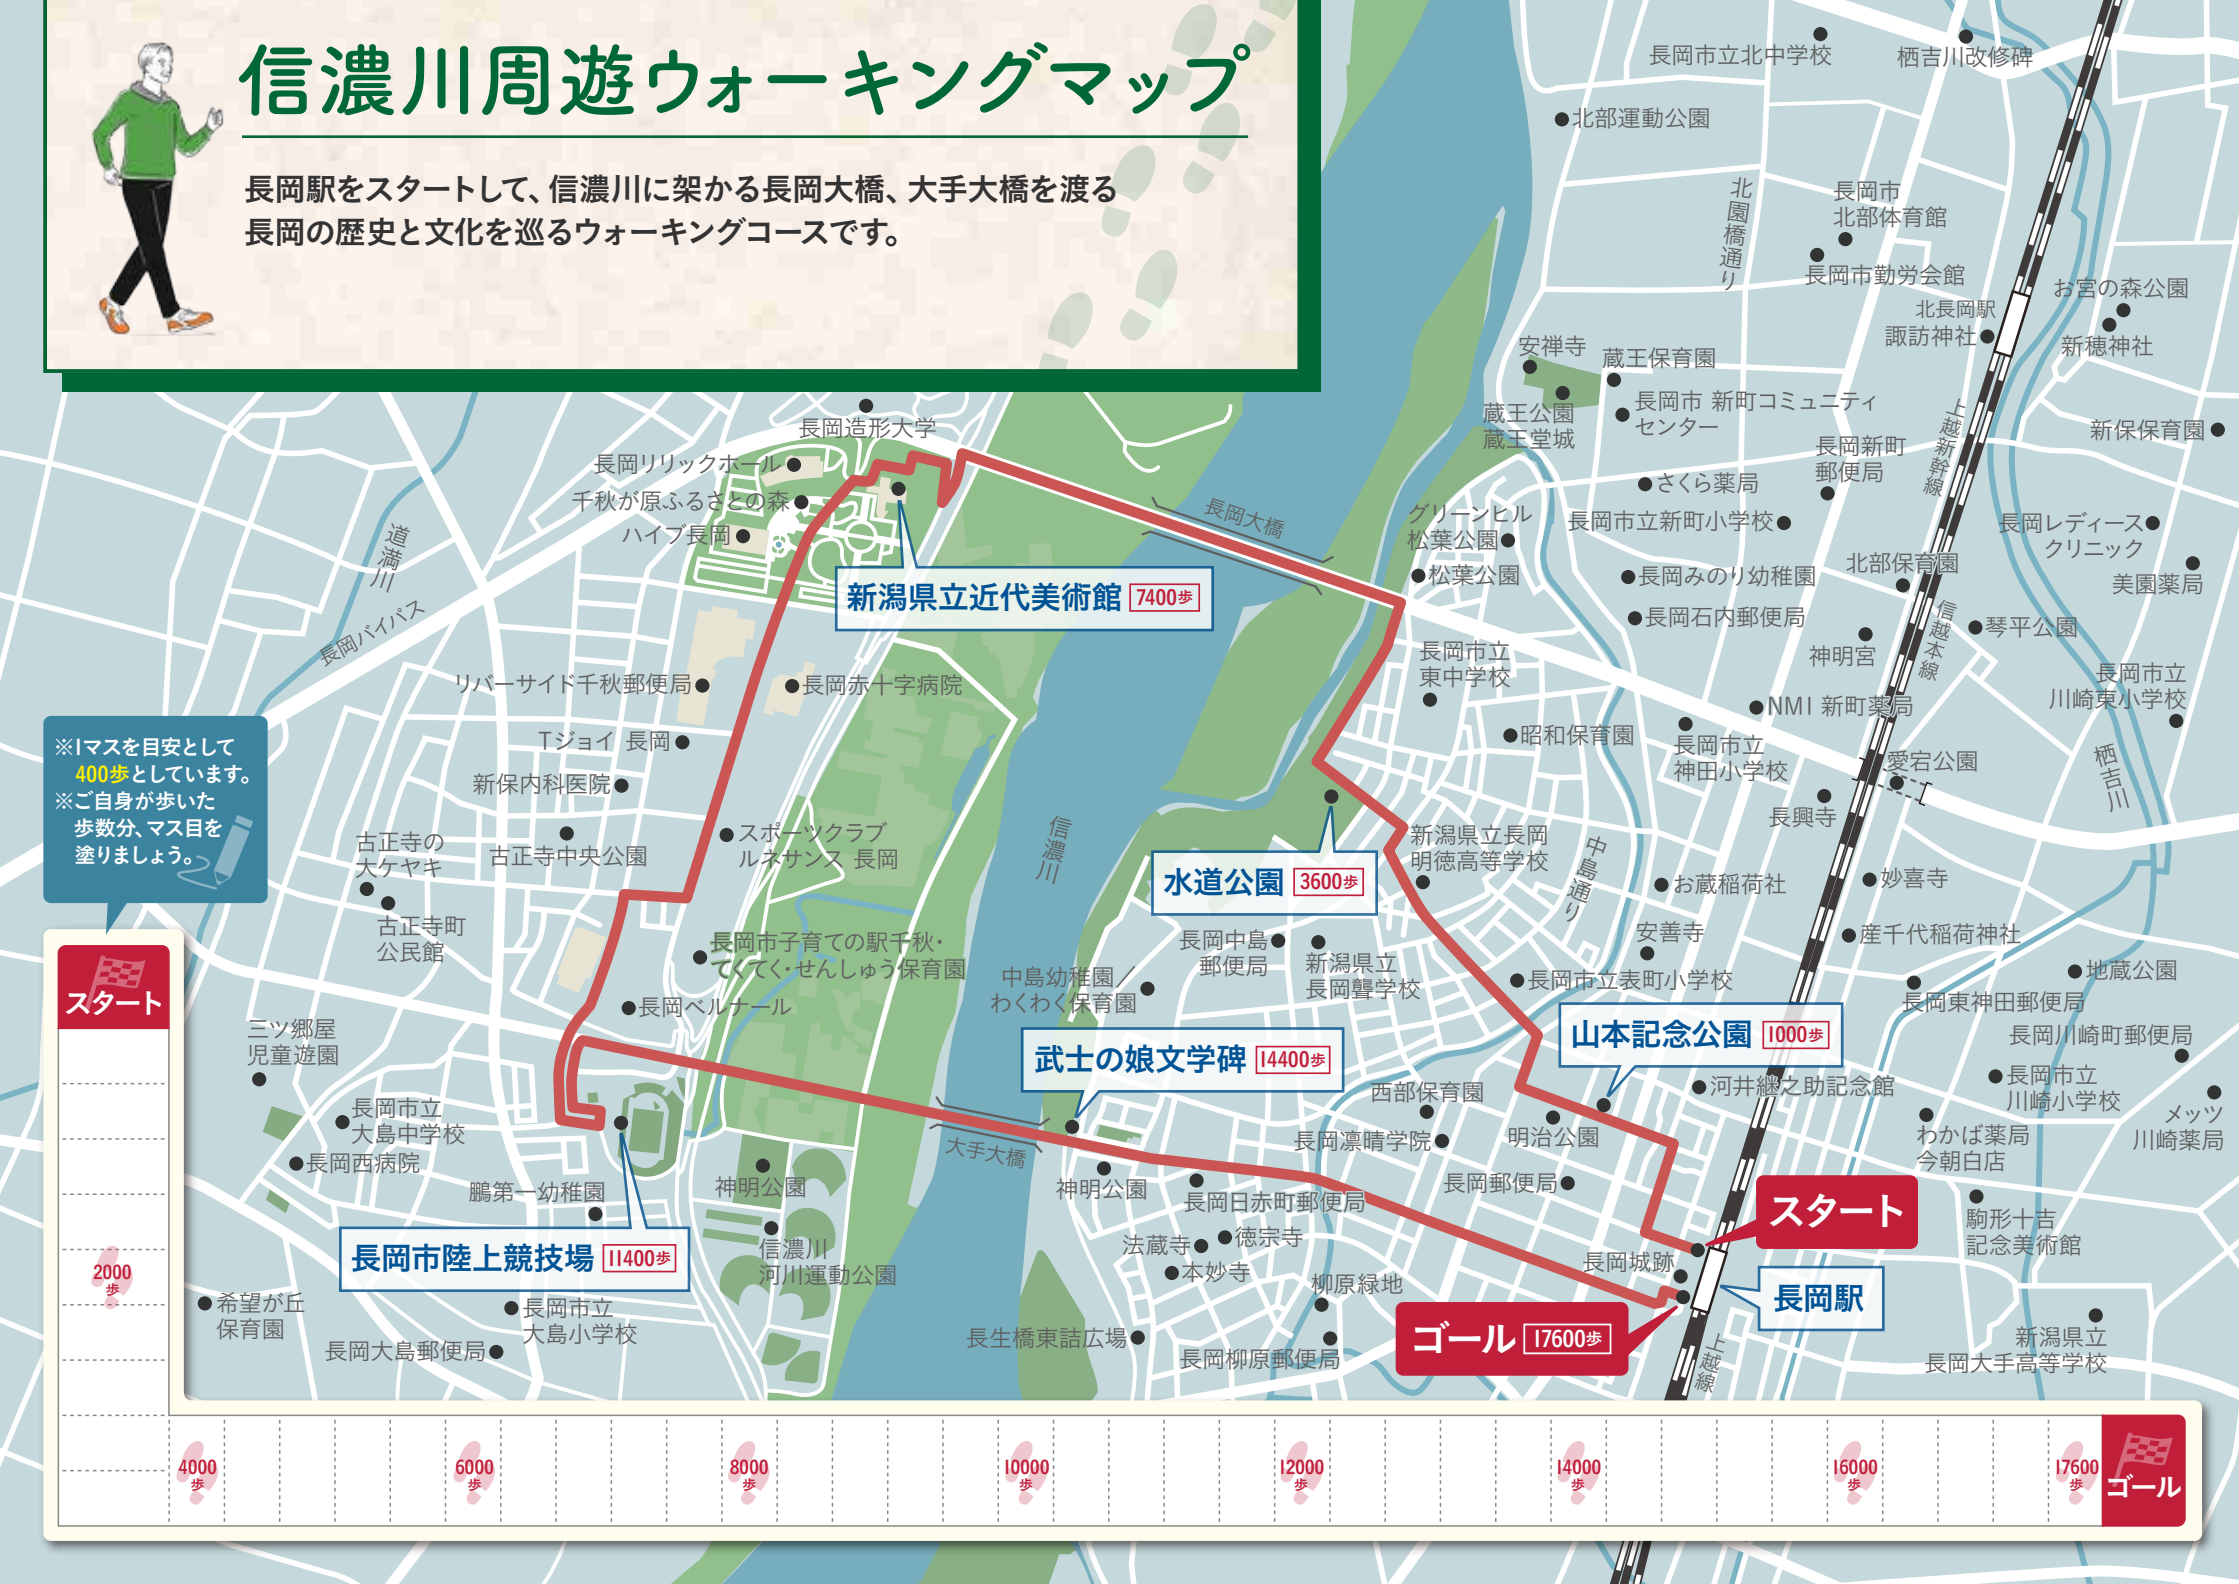 信濃川周遊ウォーキングマップ
長岡駅をスタートして、信濃川に架かる長岡大橋、大手大橋を渡る
長岡の歴史と文化を巡るウォーキングコースです。
長岡市立北中学校
栖吉川改修碑
北部運動公園
北園橋通り
長岡市
北部体育館
長岡市勤労会館
北長岡駅
諏訪神社
お宮の森公園
新穂神社
安禅寺
蔵王保育園
蔵王公園
蔵王堂城
長岡市 新町コミュニティ
センター
長岡新町
郵便局
上越新幹線
新保保育園
さくら薬局
長岡市立新町小学校
グリーンヒル
松葉公園
松葉公園
長岡みのり幼稚園
長岡石内郵便局
北部保育園
長岡レディース
クリニック
美園薬局
信越本線
琴平公園
神明宮
長岡市立
川崎東小学校
長岡市立
東中学校
昭和保育園
NMI 新町薬局
長岡市立
神田小学校
愛宕公園
長興寺
栖吉川
長岡造形大学
長岡リリックホール
千秋が原ふるさとの森
ハイブ長岡
長岡大橋
新潟県立近代美術館 7400歩
道満川
長岡バイパス
リバーサイド千秋郵便局
長岡赤十字病院
Tジョイ 長岡
新保内科医院
古正寺の
大ケヤキ
古正寺中央公園
スポーツクラブ
ルネサンス 長岡
古正寺町
公民館
信濃川
水道公園 3600歩
新潟県立長岡
明徳高等学校
中島通り
お蔵稲荷社
妙喜寺
安善寺
産千代稲荷神社
長岡市子育ての駅千秋・
てくてく・せんしゅう保育園
長岡ベルナール
中島幼稚園／
わくわく保育園
長岡中島
郵便局
新潟県立
長岡聾学校
長岡市立表町小学校
長岡東神田郵便局
地蔵公園
長岡川崎町郵便局
山本記念公園 1000歩
武士の娘文学碑 14400歩
三ツ郷屋
児童遊園
長岡市立
大島中学校
長岡西病院
西部保育園
河井継之助記念館
長岡市立
川崎小学校
メッツ
川崎薬局
わかば薬局
今朝白店
長岡凛晴学院
明治公園
大手大橋
神明公園
神明公園
鵬第一幼稚園
長岡郵便局
長岡日赤町郵便局
スタート
駒形十吉
記念美術館
長岡市陸上競技場 11400歩
信濃川
河川運動公園
法蔵寺
徳宗寺
本妙寺
柳原緑地
長岡城跡
長岡駅
ゴール 17600歩
上越線
希望が丘
保育園
長岡市立
大島小学校
長岡大島郵便局
長生橋東詰広場
長岡柳原郵便局
新潟県立
長岡大手高等学校
※1マスを目安として
400歩としています。
※ご自身が歩いた
歩数分、マス目を
塗りましょう。
スタート
2000
歩
4000
歩
6000
歩
8000
歩
10000
歩
12000
歩
14000
歩
16000
歩
17600
歩
ゴール